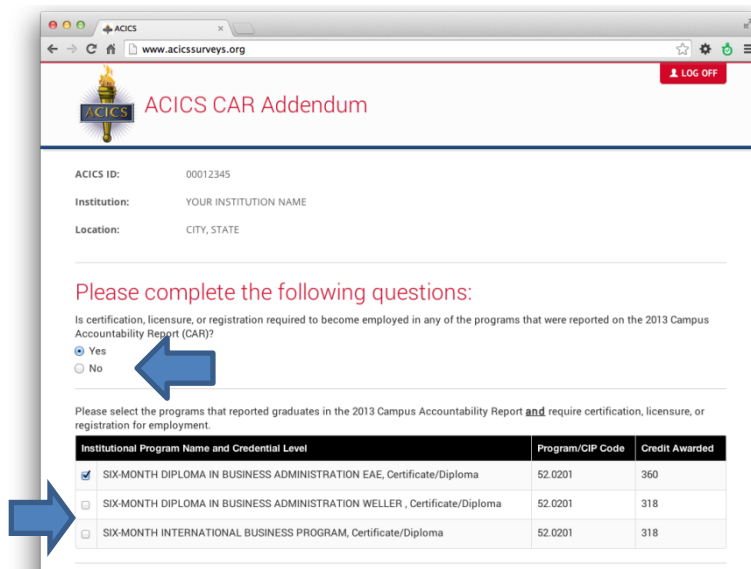 ACICS
www.acicssurveys.org
LOG OFF
ACICS
ACICS CAR Addendum
ACICS ID: 00012345
Institution: YOUR INSTITUTION NAME
Location: CITY, STATE
Please complete the following questions:
Is certification, licensure, or registration required to become employed in any of the programs that were reported on the 2013 Campus
Accountability Report (CAR)?
Yes
No
Please select the programs that reported graduates in the 2013 Campus Accountability Report and require certification, licensure, or
registration for employment.
Institutional Program Name and Credential Level Program/CIP Code Credit Awarded
SIX-MONTH DIPLOMA IN BUSINESS ADMINISTRATION EAE, Certificate/Diploma 52.0201 360
SIX-MONTH DIPLOMA IN BUSINESS ADMINISTRATION WELLER , Certificate/Diploma 52.0201 318
SIX-MONTH INTERNATIONAL BUSINESS PROGRAM, Certificate/Diploma 52.0201 318